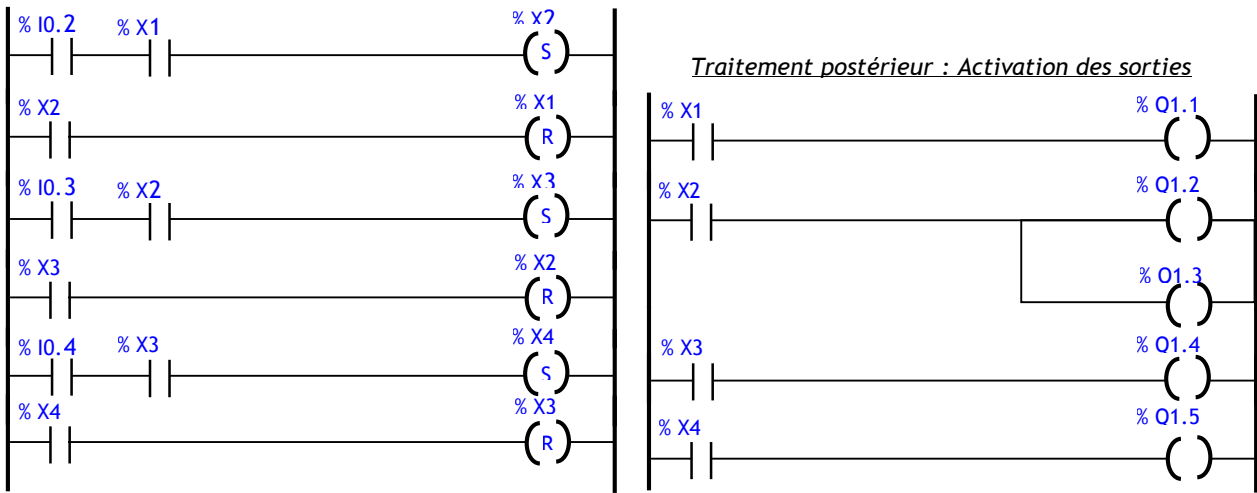 % I0.2 % X1 % X2
S
% X2 % X1
R
% I0.3 % X2 % X3
S
% X3 % X2
R
% I0.4 % X3 % X4
S
% X4 % X3
R
Traitement postérieur : Activation des sorties
% X1 % Q1.1
% X2 % Q1.2
% Q1.3
% X3 % Q1.4
% X4 % Q1.5